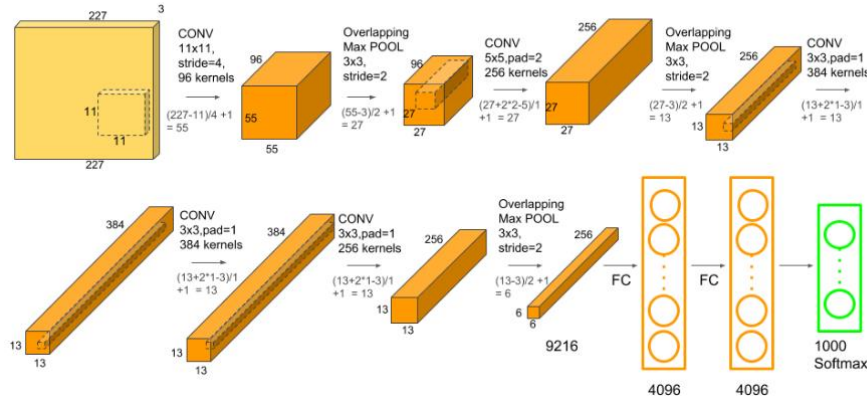 227
3
11
11
227
CONV
11x11,
stride=4,
96 kernels
(227-11)/4 +1
= 55
96
55
55
Overlapping
Max POOL
3x3,
stride=2
(55-3)/2 +1
= 27
96
27
27
CONV
5x5,pad=2
256 kernels
(27+2*2-5)/1
+1 = 27
256
27
27
Overlapping
Max POOL
3x3,
stride=2
(27-3)/2 +1
= 13
256
13
13
CONV
3x3,pad=1
384 kernels
(13+2*1-3)/1
+1 = 13
384
13
13
CONV
3x3,pad=1
384 kernels
(13+2*1-3)/1
+1 = 13
384
13
13
CONV
3x3,pad=1
256 kernels
(13+2*1-3)/1
+1 = 13
256
13
13
Overlapping
Max POOL
3x3,
stride=2
(13-3)/2 +1
= 6
256
6
6
9216
FC
4096
FC
4096
1000
Softmax